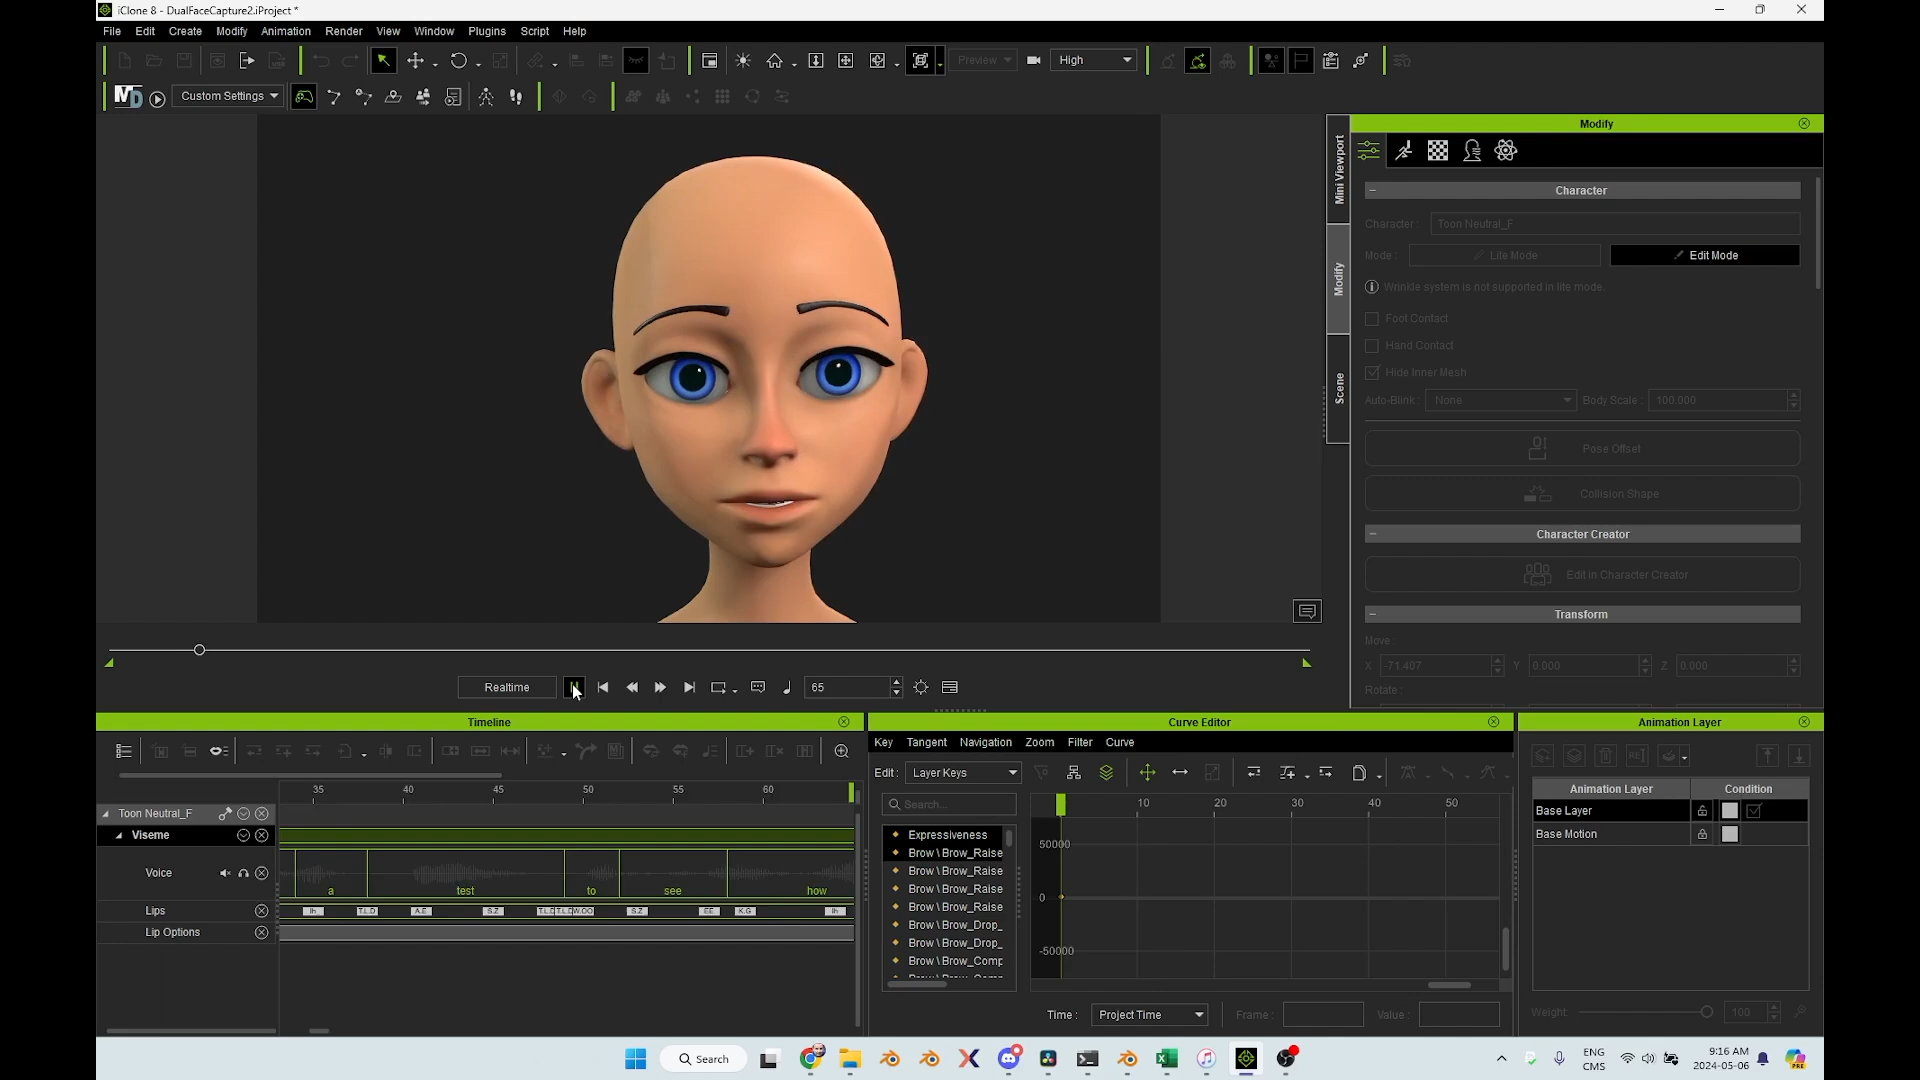 iClone 8 - DualFaceCapture2.iProject *
File Edit Create Modify Animation Render View Window Plugins Script Help
Preview High
MD Custom Settings
Modify
Mini Viewport
Modify
Scene
Character
Character : Toon Neutral_F
Mode : Lite Mode Edit Mode
Wrinkle system is not supported in lite mode.
Foot Contact
Hand Contact
Hide Inner Mesh
Auto-Blink : None Body Scale : 100.000
Pose Offset
Collision Shape
Character Creator
Edit in Character Creator
Transform
Move :
X -71.407 Y 0.000 Z 0.000
Rotate :
Realtime 65
Timeline
35 40 45 50 55 60
Toon Neutral_F
Viseme
Voice a test to see how
Lips Ih T.L.D A.E S.Z T.L.D T.L.D W.OO S.Z EE K.G Ih
Lip Options
Curve Editor
Key Tangent Navigation Zoom Filter Curve
Edit : Layer Keys
Search...
10 20 30 40 50
Expressiveness
Brow \ Brow_Raise
Brow \ Brow_Raise
Brow \ Brow_Raise
Brow \ Brow_Raise
Brow \ Brow_Drop_
Brow \ Brow_Drop_
Brow \ Brow_Comp
50000
0
-50000
Time : Project Time Frame : Value :
Animation Layer
Animation Layer Condition
Base Layer
Base Motion
Weight : 100
Search
ENG
CMS
9:16 AM
2024-05-06
PRE